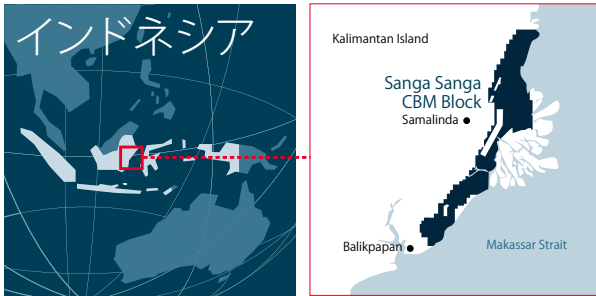 インドネシア
Kalimantan Island
Sanga Sanga
CBM Block
Samalinda
Balikpapan
Makassar Strait